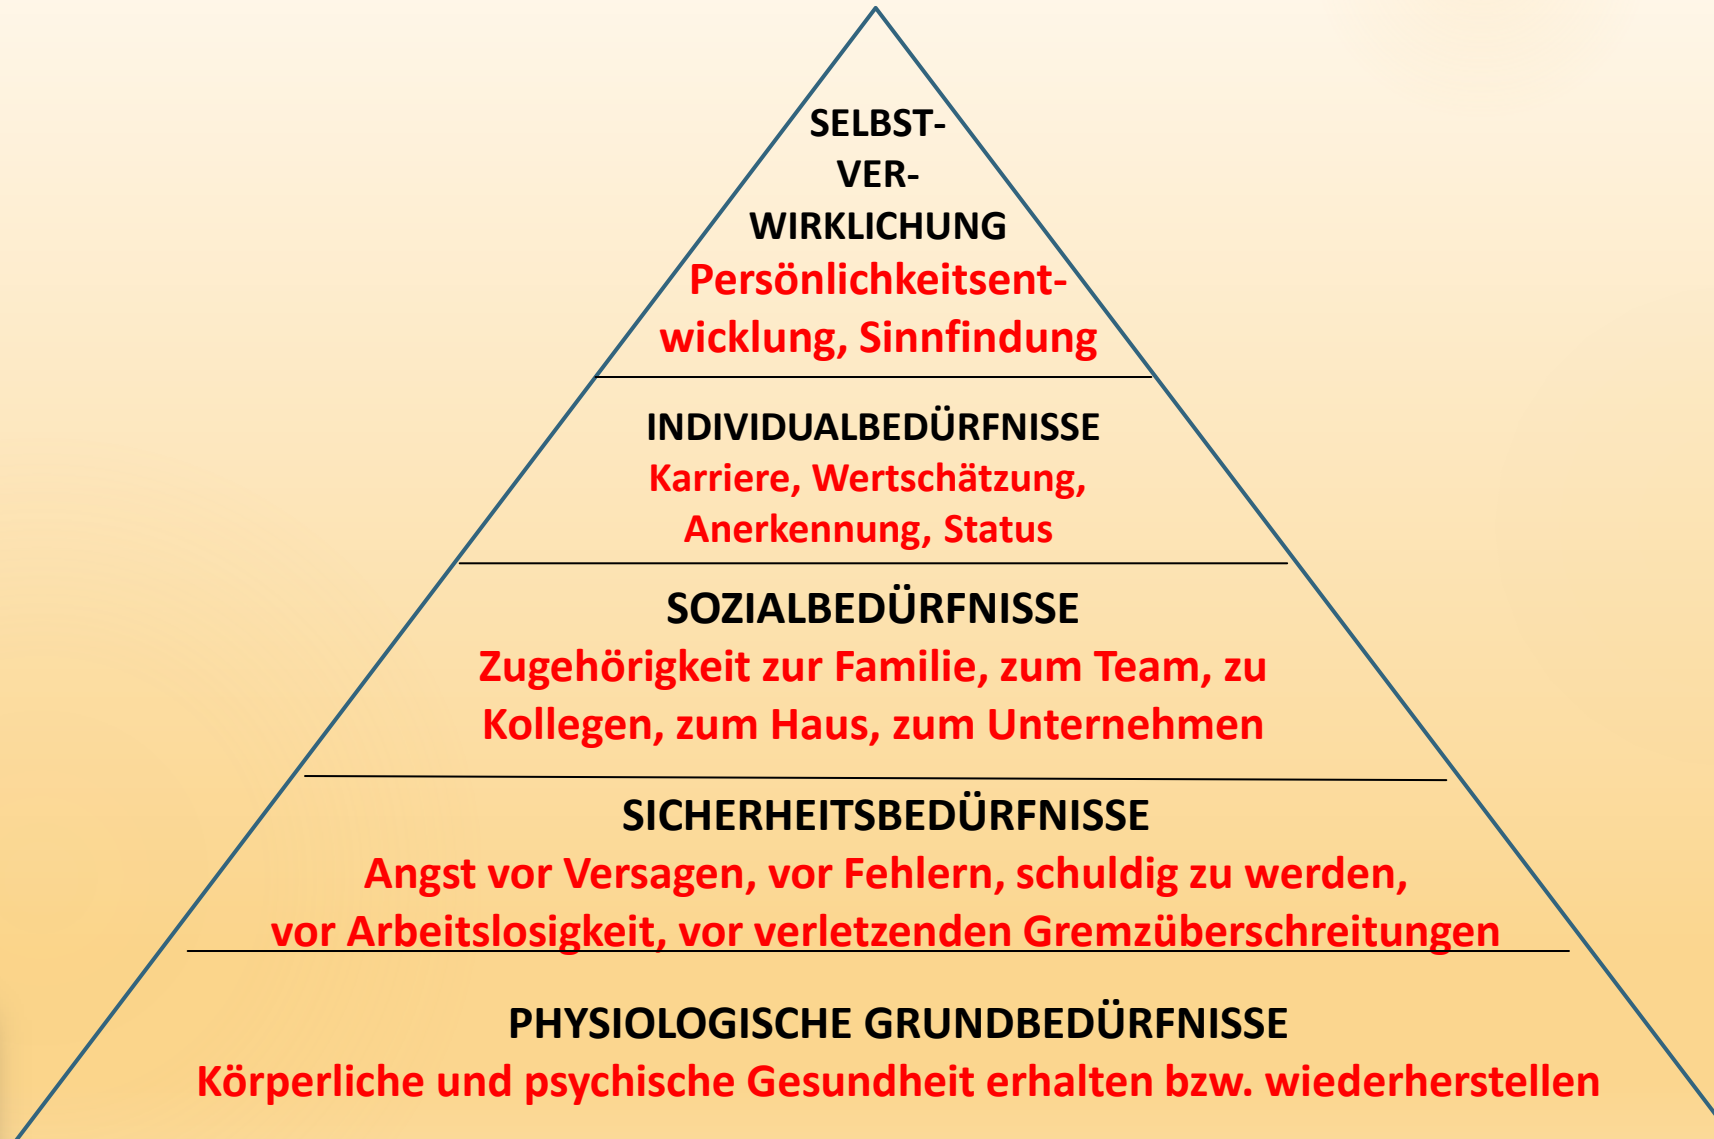 SELBST-
VER-
WIRKLICHUNG
Persönlichkeitsent-
wicklung, Sinnfindung
INDIVIDUALBEDÜRFNISSE
Karriere, Wertschätzung,
Anerkennung, Status
SOZIALBEDÜRFNISSE
Zugehörigkeit zur Familie, zum Team, zu
Kollegen, zum Haus, zum Unternehmen
SICHERHEITSBEDÜRFNISSE
Angst vor Versagen, vor Fehlern, schuldig zu werden,
vor Arbeitslosigkeit, vor verletzenden Gremzüberschreitungen
PHYSIOLOGISCHE GRUNDBEDÜRFNISSE
Körperliche und psychische Gesundheit erhalten bzw. wiederherstellen